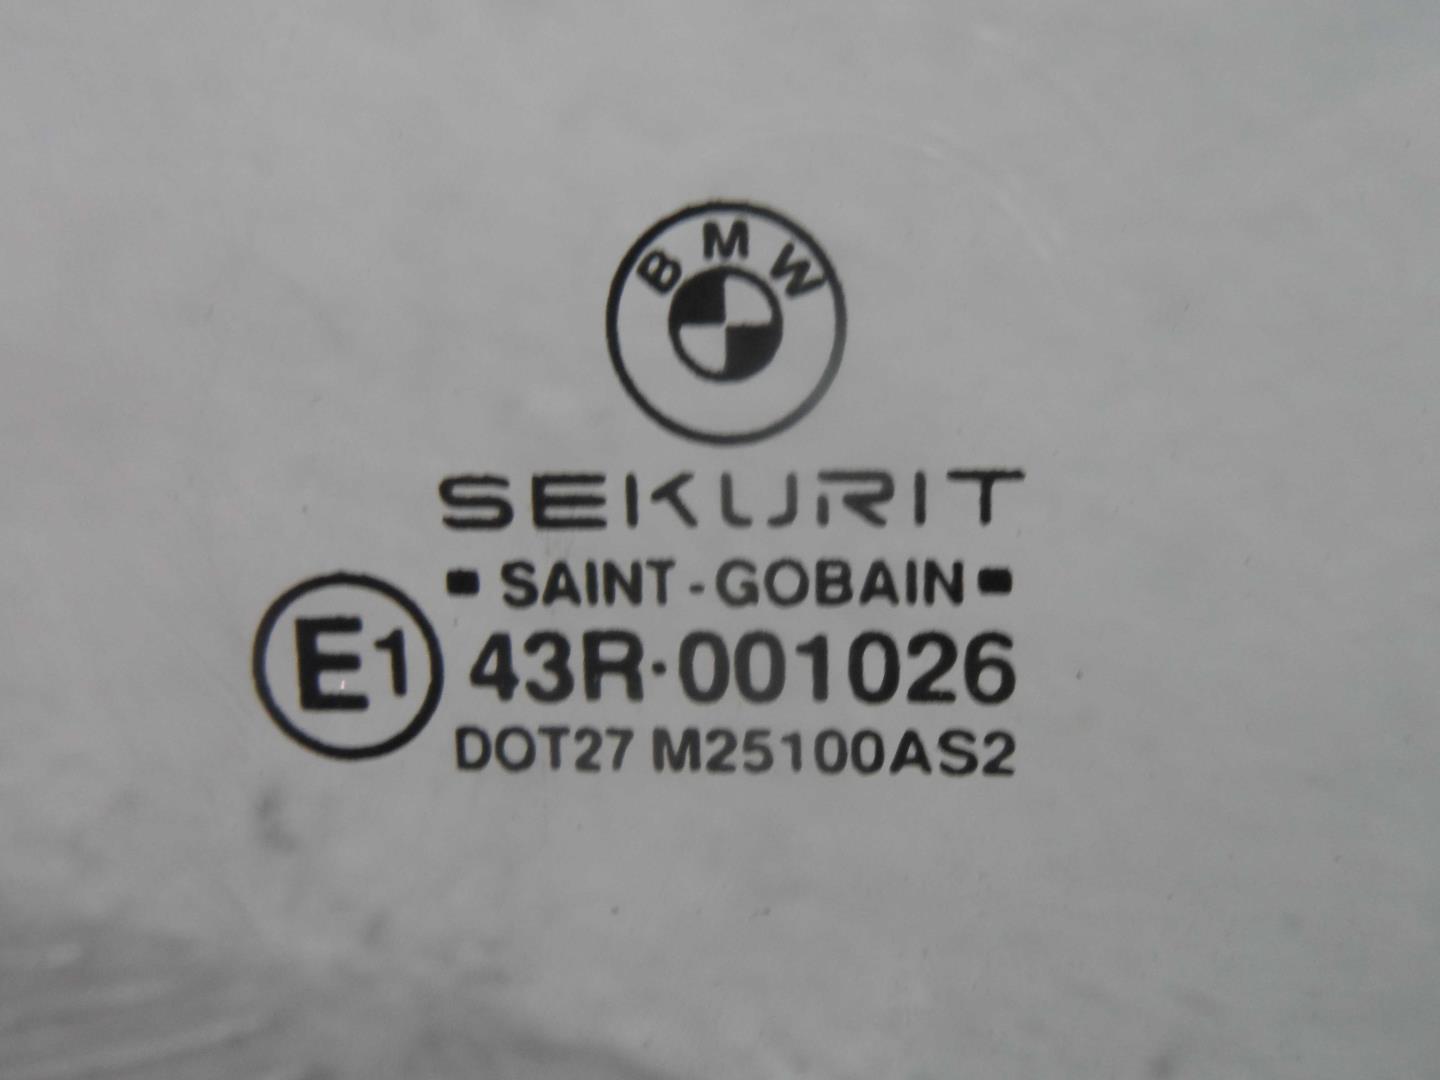 BMW
SEKURIT
SAINT-GOBAIN
E1 43R·001026
DOT27 M25100AS2